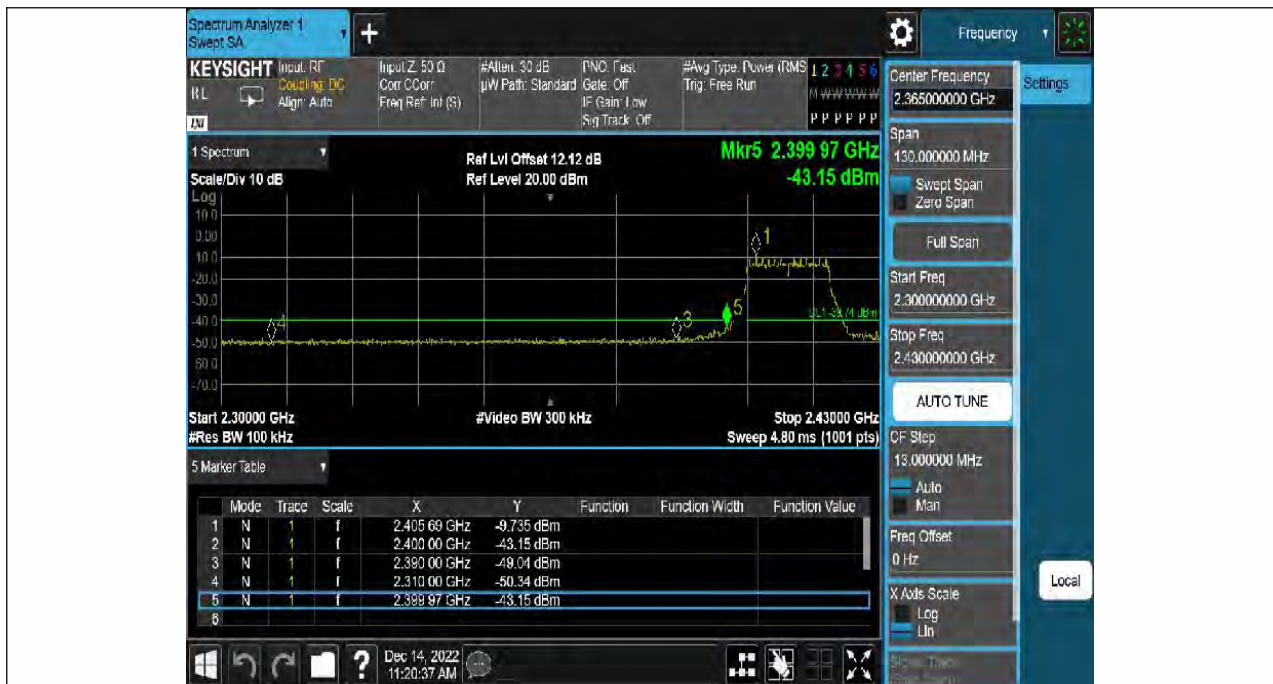 Spectrum Analyzer 1
Swept SA
+
Frequency
KEYSIGHT
RL
Input: RF
Coupling: DC
Align: Auto
Input Z: 50 Ω
Corr CCorr
Freq Ref: Int (S)
#Atten: 30 dB
µW Path: Standard
PNO: Fast
Gate: Off
IF Gain: Low
Sig Track: Off
#Avg Type: Power (RMS
Trig: Free Run
1 2 3 4 5 6
M W W W W W
P P P P P P
Settings
Center Frequency
2.365000000 GHz
Span
130.000000 MHz
Swept Span
Zero Span
Full Span
Start Freq
2.300000000 GHz
Stop Freq
2.430000000 GHz
AUTO TUNE
CF Step
13.000000 MHz
Auto
Man
Freq Offset
0 Hz
X Axis Scale
Log
Lin
Local
1 Spectrum
Scale/Div 10 dB
Ref Lvl Offset 12.12 dB
Ref Level 20.00 dBm
Mkr5 2.399 97 GHz
-43.15 dBm
Log
10.0
0.00
-10.0
-20.0
-30.0
-40.0
-50.0
-60.0
-70.0
1
3
4
5
DL1 -39.74 dBm
Start 2.30000 GHz
#Res BW 100 kHz
#Video BW 300 kHz
Stop 2.43000 GHz
Sweep 4.80 ms (1001 pts)
5 Marker Table
Mode Trace Scale X Y Function Function Width Function Value
1 N 1 f 2.405 69 GHz -9.735 dBm
2 N 1 f 2.400 00 GHz -43.15 dBm
3 N 1 f 2.390 00 GHz -49.04 dBm
4 N 1 f 2.310 00 GHz -50.34 dBm
5 N 1 f 2.399 97 GHz -43.15 dBm
6
?
Dec 14, 2022
11:20:37 AM